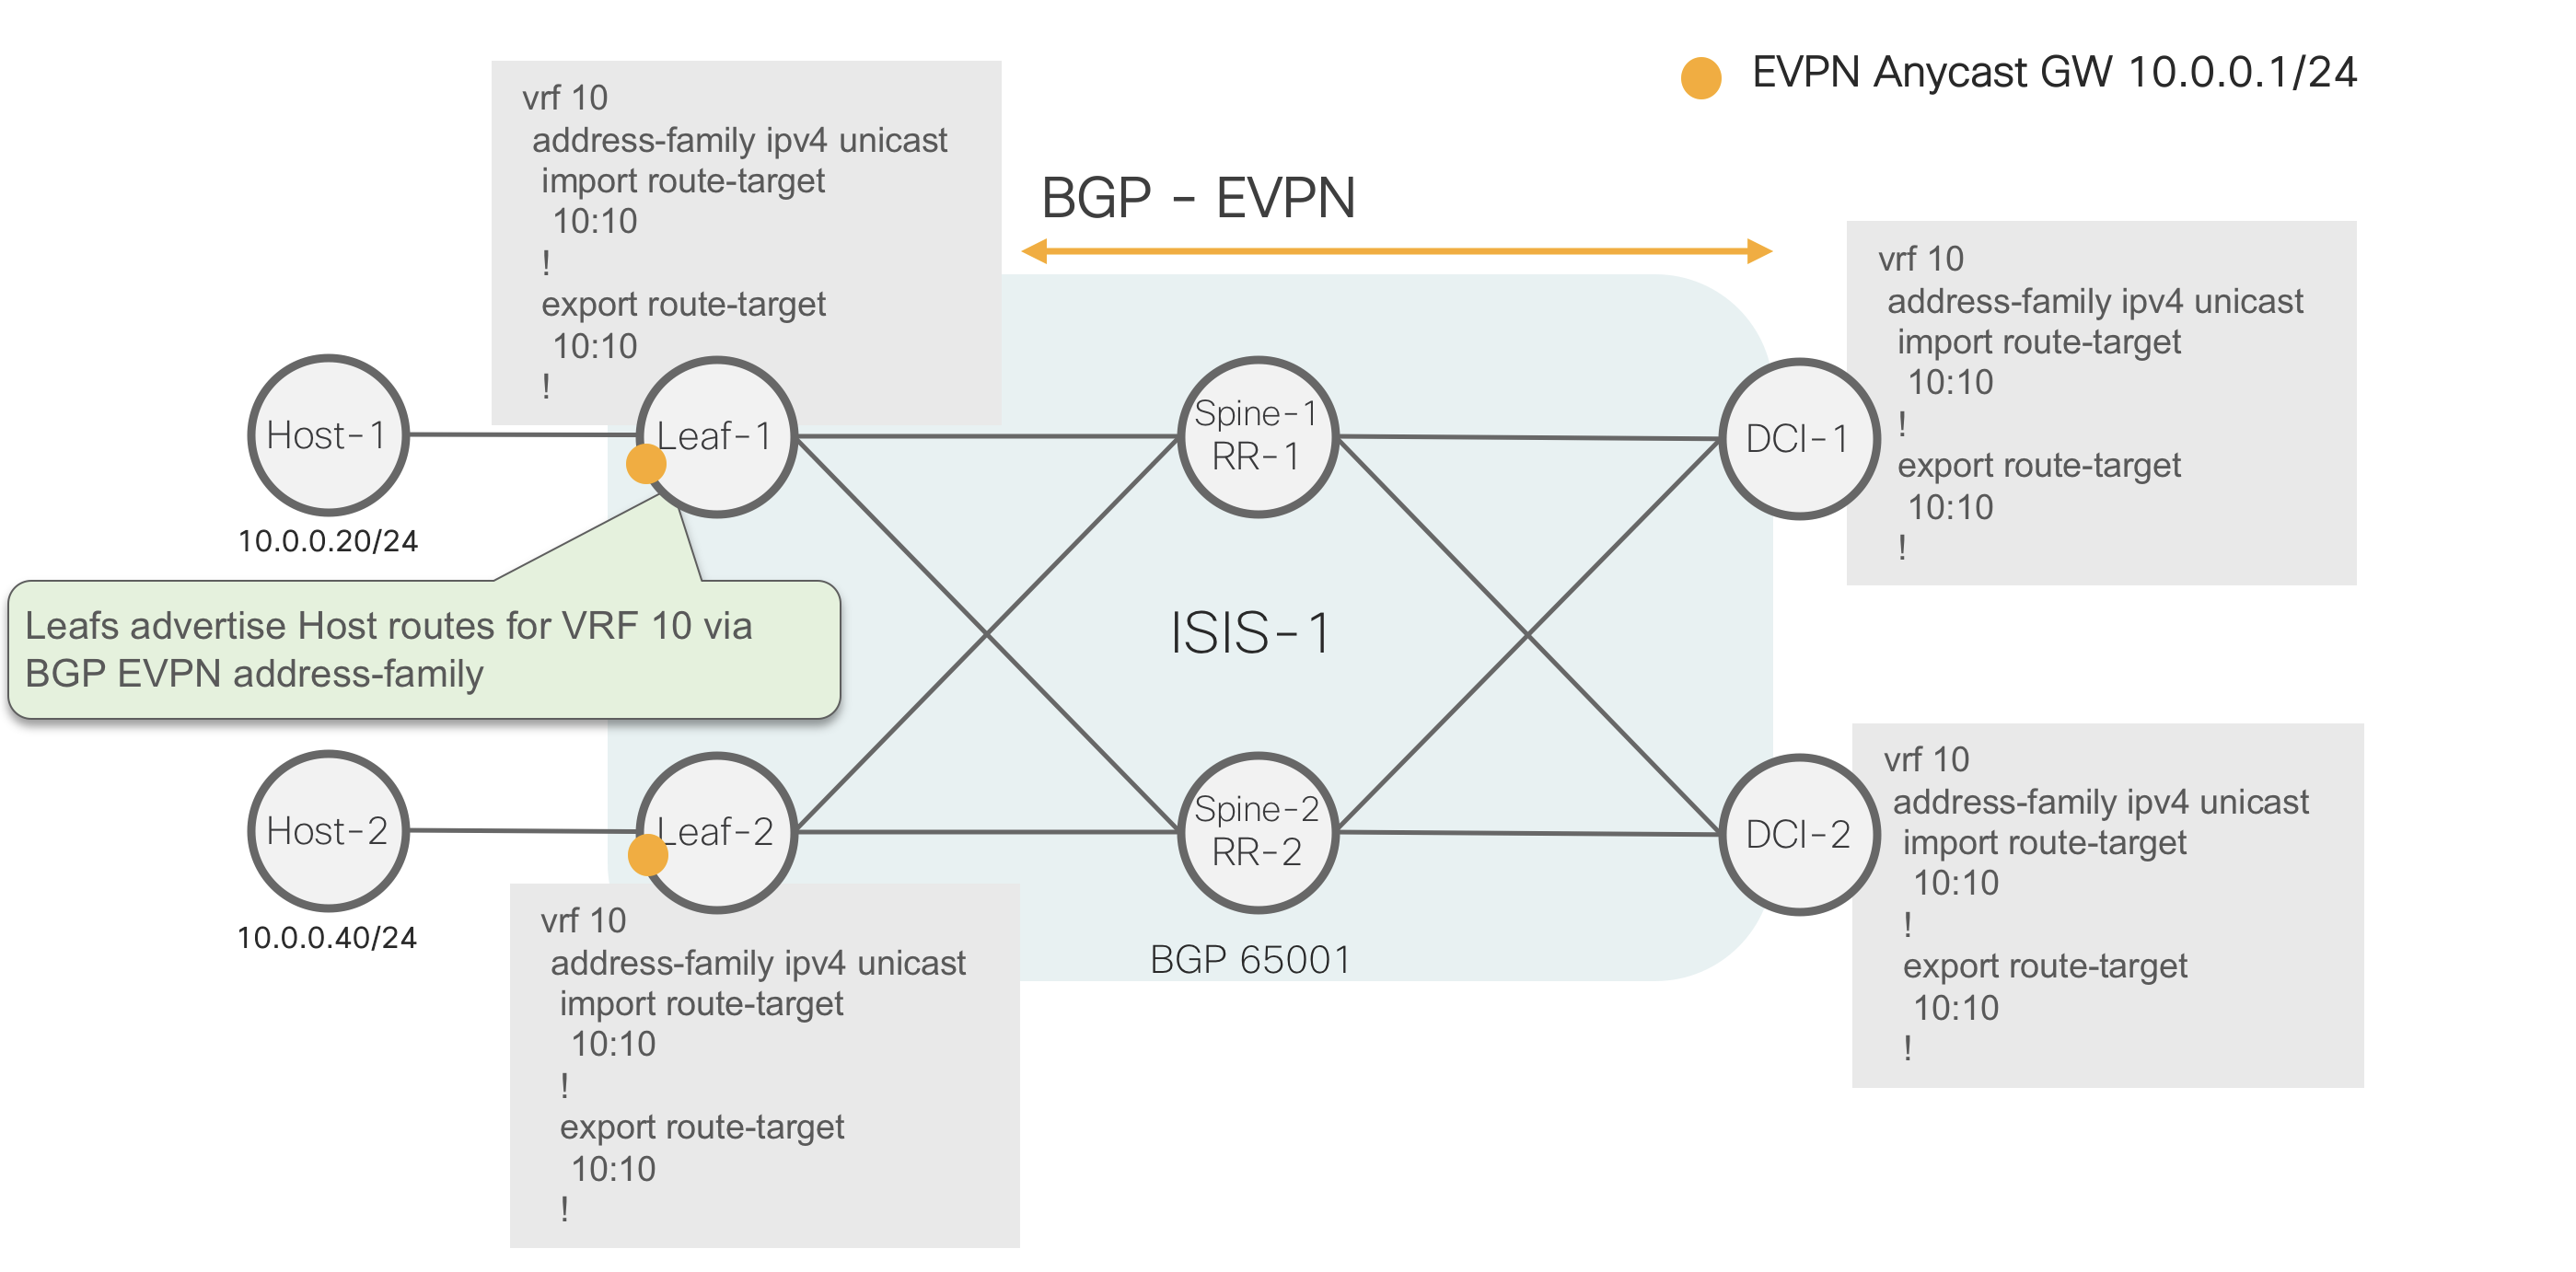 EVPN Anycast GW 10.0.0.1/24
vrf 10
address-family ipv4 unicast
import route-target
10:10
!
export route-target
10:10
!
BGP - EVPN
vrf 10
address-family ipv4 unicast
import route-target
10:10
!
export route-target
10:10
!
Host-1
10.0.0.20/24
Leaf-1
Spine-1
RR-1
DCI-1
Leafs advertise Host routes for VRF 10 via
BGP EVPN address-family
ISIS-1
Host-2
10.0.0.40/24
Leaf-2
Spine-2
RR-2
DCI-2
vrf 10
address-family ipv4 unicast
import route-target
10:10
!
export route-target
10:10
!
vrf 10
address-family ipv4 unicast
import route-target
10:10
!
export route-target
10:10
!
BGP 65001